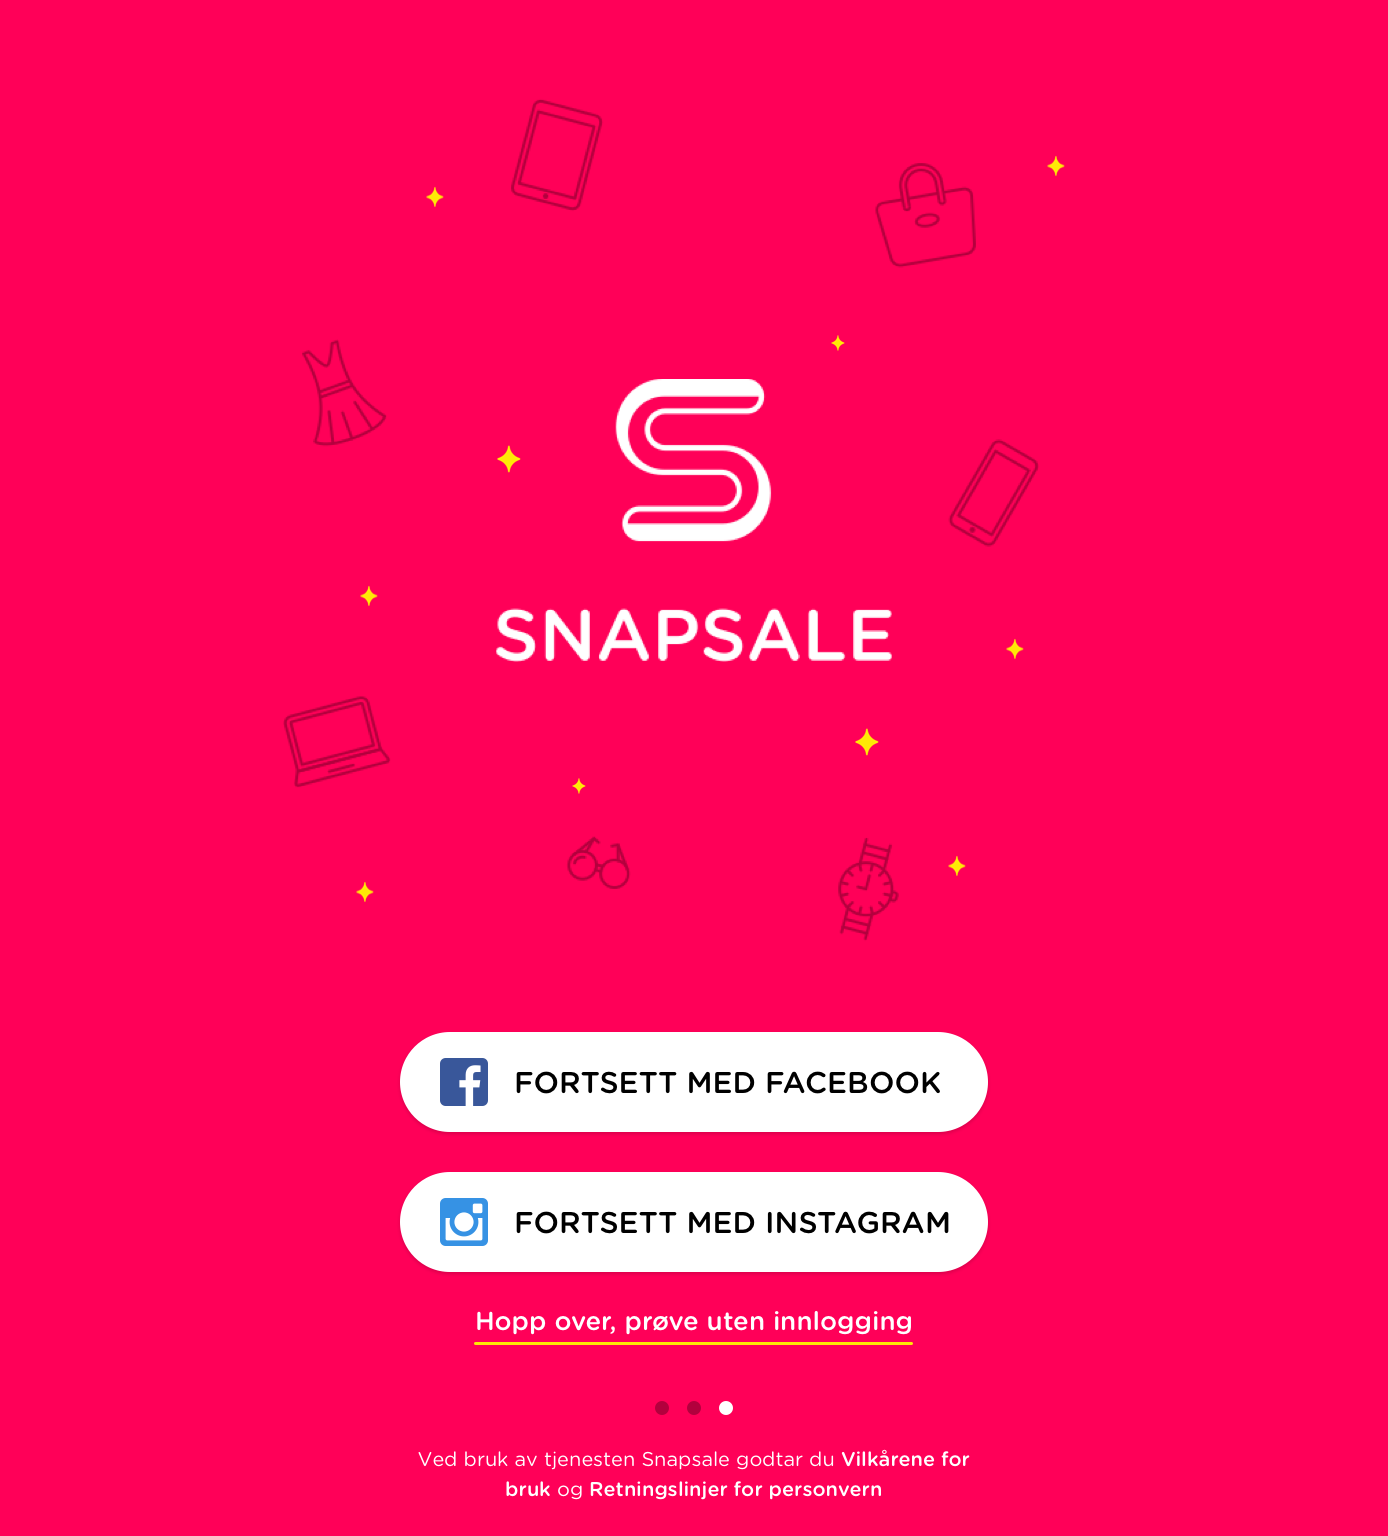 SNAPSALE
FORTSETT MED FACEBOOK
FORTSETT MED INSTAGRAM
Hopp over, prøve uten innlogging
Ved bruk av tjenesten Snapsale godtar du Vilkårene for
bruk og Retningslinjer for personvern